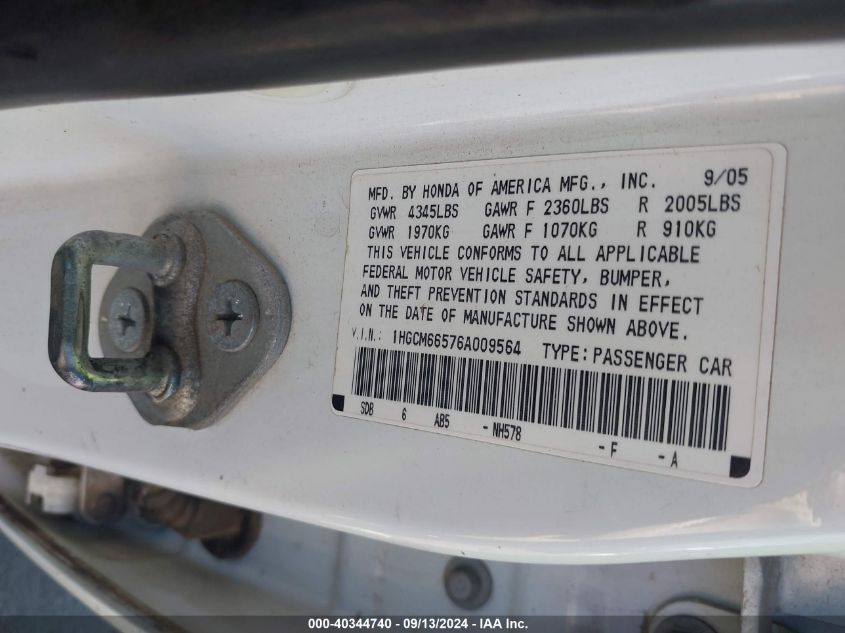 MFD. BY HONDA OF AMERICA MFG., INC. 9/05
GVWR 4345LBS GAWR F 2360LBS R 2005LBS
GVWR 1970KG GAWR F 1070KG R 910KG
THIS VEHICLE CONFORMS TO ALL APPLICABLE
FEDERAL MOTOR VEHICLE SAFETY, BUMPER,
AND THEFT PREVENTION STANDARDS IN EFFECT
ON THE DATE OF MANUFACTURE SHOWN ABOVE.
V.I.N.: 1HGCM66576A009564 TYPE: PASSENGER CAR
SDB 6 AB5 -NH578 -F -A
000-40344740 - 09/13/2024 - IAA Inc.